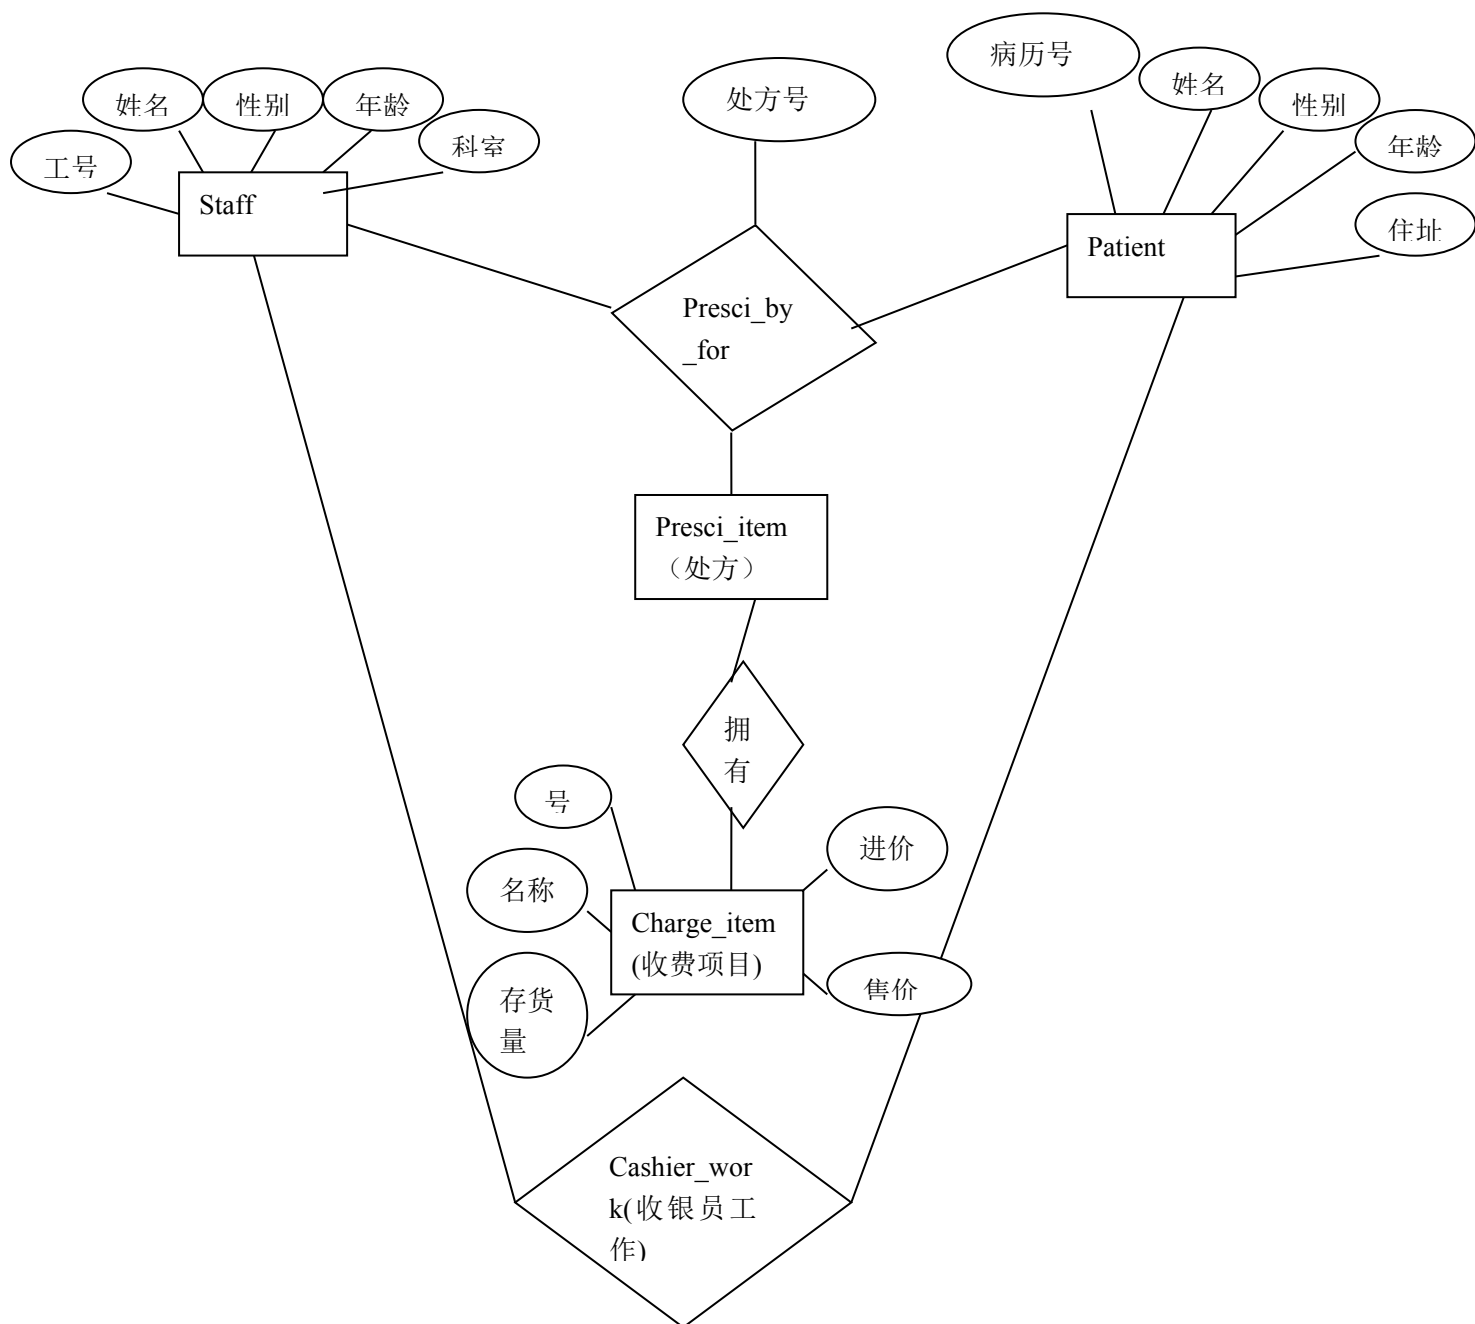 病历号
姓名
性别
年龄
处方号
姓名
性别
科室
年龄
工号
Staff
住址
Patient
Presci_by
_for
Presci_item
（处方）
拥
有
号
进价
名称
Charge_item
(收费项目)
存货
量
售价
Cashier_wor
k(收银员工
作)